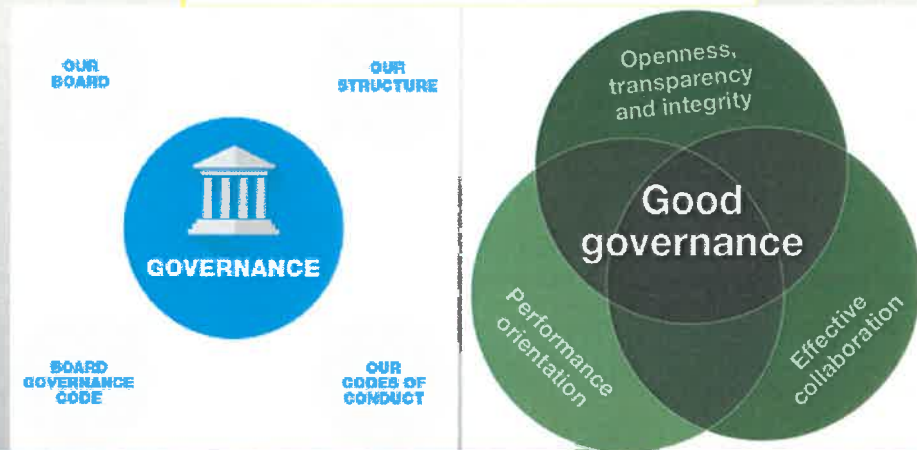 OUR
BOARD
OUR
STRUCTURE
GOVERNANCE
BOARD
GOVERNANCE
CODE
OUR
CODES OF
CONDUCT
Openness,
transparency
and integrity
Good
governance
Performance
orientation
Effective
collaboration